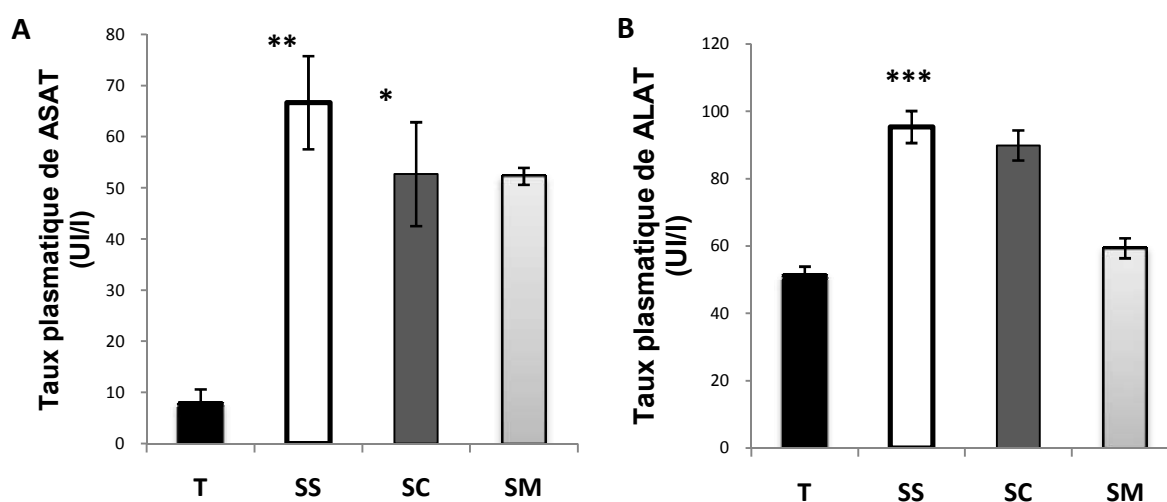 A
Taux plasmatique de ASAT
(UI/l)
80
70
60
50
40
30
20
10
0
**
*
T SS SC SM
B
Taux plasmatique de ALAT
(UI/l)
120
100
80
60
40
20
0
***
T SS SC SM